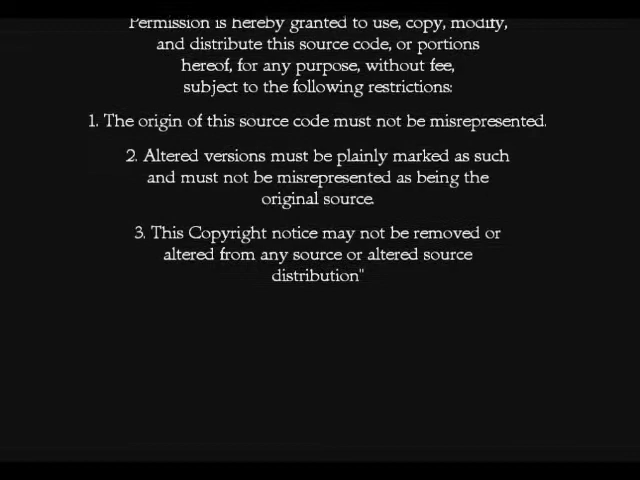 Permission is hereby granted to use, copy, modify,
and distribute this source code, or portions
hereof, for any purpose, without fee,
subject to the following restrictions:
1. The origin of this source code must not be misrepresented.
2. Altered versions must be plainly marked as such
and must not be misrepresented as being the
original source.
3. This Copyright notice may not be removed or
altered from any source or altered source
distribution"